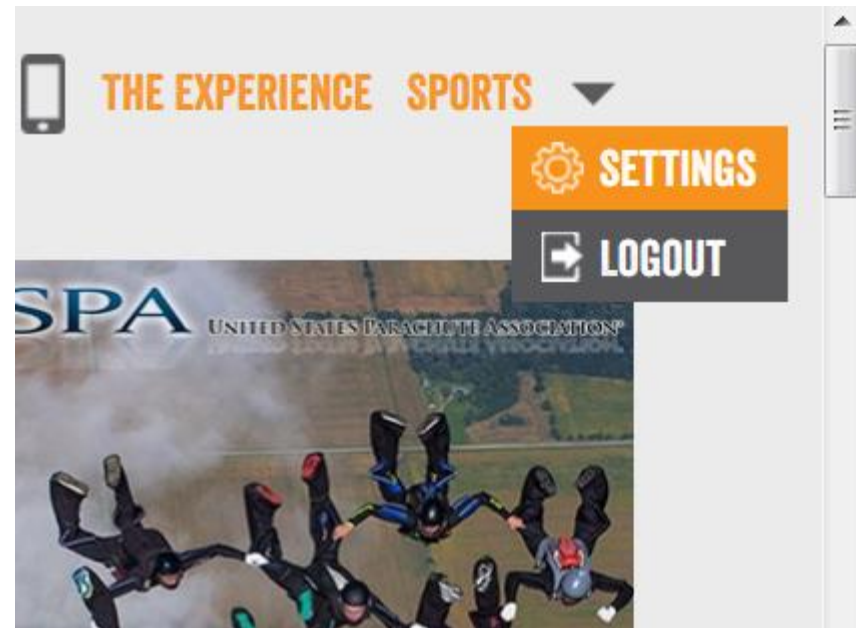 THE EXPERIENCE SPORTS
SETTINGS
LOGOUT
SPA
UNITED STATES PARACHUTE ASSOCIATION®